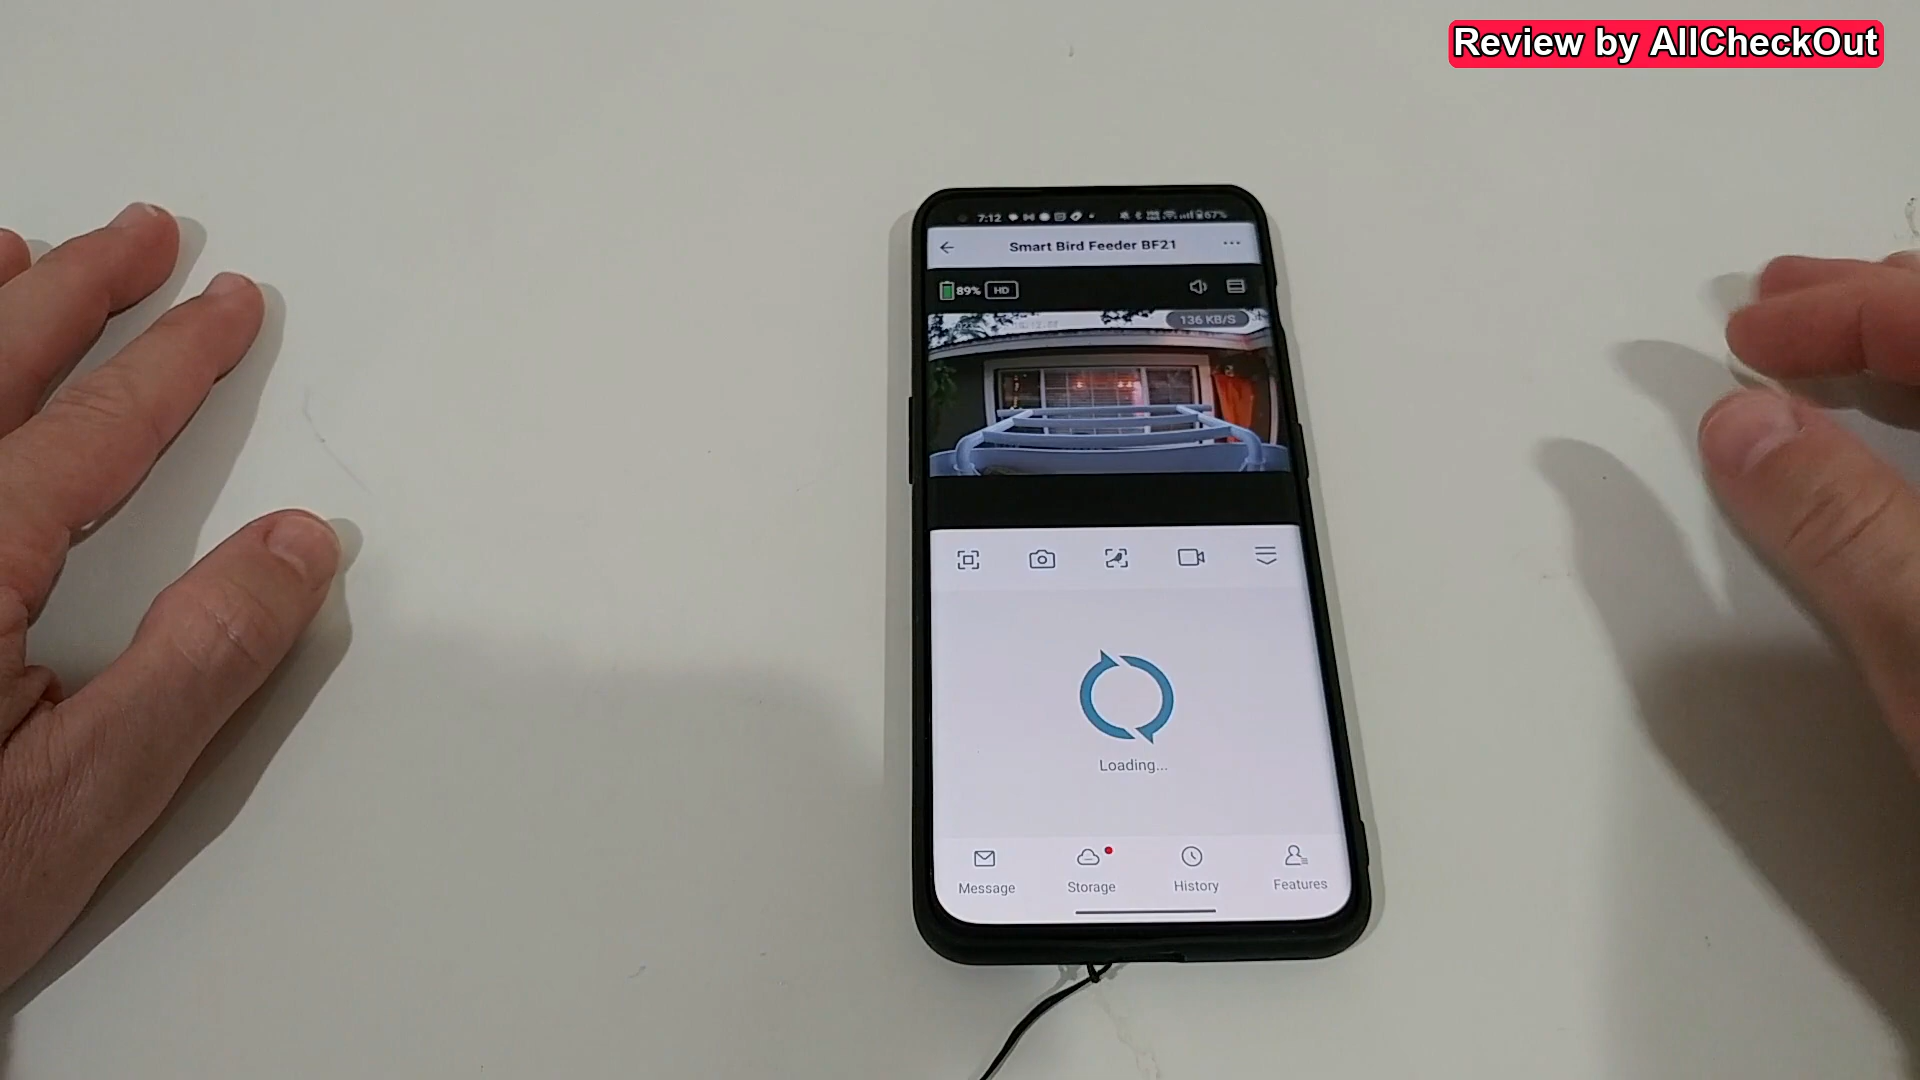 Review by AllCheckOut
7:12
67%
Smart Bird Feeder BF21
89% HD
136 KB/S
Loading...
Message
Storage
History
Features